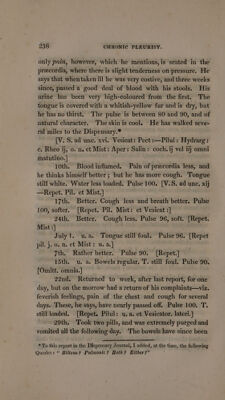 236 CHRONIC PLEURISY.
only pain, however, which he mentions, is seated in the
præcordia, where there is slight tenderness on pressure. He
says that when taken ill he was very costive, and three weeks
since, passed a good deal of blood with his stools. His
urine has been very high-coloured from the first. The
tongue is covered with a whitish-yellow fur and is dry, but
he has no thirst. The pulse is between 80 and 90, and of
natural character. The skin is cool. He has walked seve-
ral miles to the Dispensary.*
[V. S. ad unc. xvi. Vesicat: Pect:—Pilul: Hydrarg:
c. Rheo ij, o. n. et Mist: Aper: Salin: coch. ij vel iij omni
matutino.]
10th. Blood inflamed. Pain of præcordia less, and
he thinks himself better; but he has more cough. Tongue
still white. Water less loaded. Pulse 100. [V. S. ad unc. xij
—Repet. Pil. et Mist.]
17th. Better. Cough less and breath better. Pulse
100, softer. [Repet. Pil. Mist: et Vesicat:]
24th. Better. Cough less. Pulse 96, soft. [Repet.
Mist:]
July 1. u. a. Tongue still foul. Pulse 96. [Repet
pil. j. o. n. et Mist: u. a.]
7th. Rather better. Pulse 90. [Repet.]
15th. u. a. Bowels regular. T. still foul. Pulse 90.
[Omitt. omnia.]
22nd. Returned to work, after last report, for one
day, but on the morrow had a return of his complaints—viz.
feverish feelings, pain of the chest and cough for several
days. These, he says, have nearly passed off. Pulse 100. T.
still loaded. [Repet. Pilul: u. a. et Vesicator. lateri.]
29th. Took two pills, and was extremely purged and
vomited all the following day. The bowels have since been
* To this report in the Dispensary Journal, I added, at the time, the following
Queries: " Bilious? Pulmonic? Both? Either?"